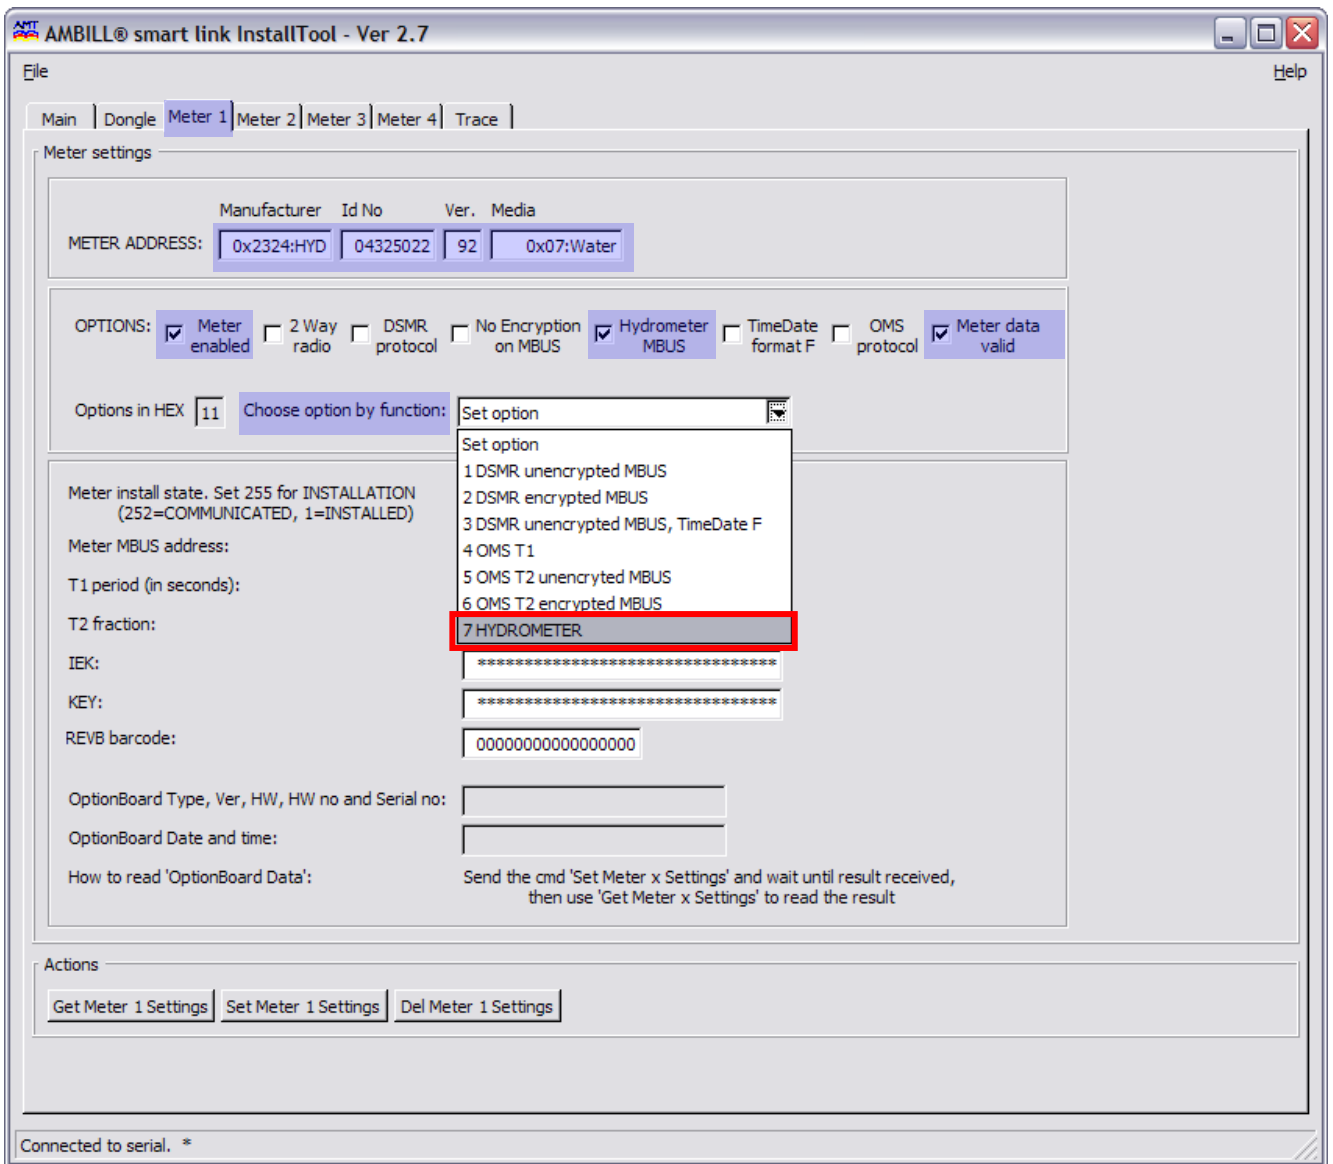 AMT AMBILL® smart link InstallTool - Ver 2.7
File Help
Main Dongle Meter 1 Meter 2 Meter 3 Meter 4 Trace
Meter settings
Manufacturer Id No Ver. Media
METER ADDRESS: 0x2324:HYD 04325022 92 0x07:Water
OPTIONS: Meter enabled 2 Way radio DSMR protocol No Encryption on MBUS Hydrometer MBUS TimeDate format F OMS protocol Meter data valid
Options in HEX 11 Choose option by function: Set option
Set option
1 DSMR unencrypted MBUS
2 DSMR encrypted MBUS
3 DSMR unencrypted MBUS, TimeDate F
4 OMS T1
5 OMS T2 unencryted MBUS
6 OMS T2 encrypted MBUS
7 HYDROMETER
Meter install state. Set 255 for INSTALLATION
(252=COMMUNICATED, 1=INSTALLED)
Meter MBUS address:
T1 period (in seconds):
T2 fraction:
IEK: ********************************
KEY: ********************************
REVB barcode: 00000000000000000
OptionBoard Type, Ver, HW, HW no and Serial no:
OptionBoard Date and time:
How to read 'OptionBoard Data': Send the cmd 'Set Meter x Settings' and wait until result received,
then use 'Get Meter x Settings' to read the result
Actions
Get Meter 1 Settings Set Meter 1 Settings Del Meter 1 Settings
Connected to serial. *